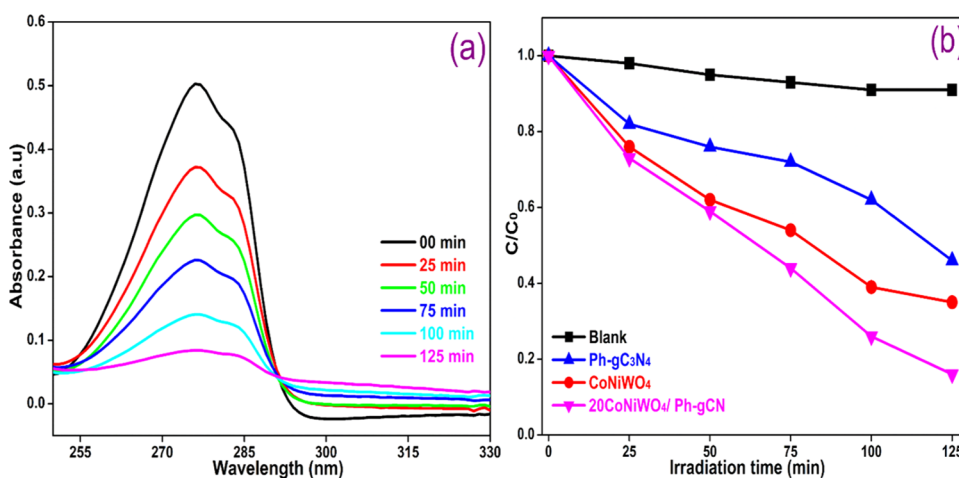 (a)
Absorbance (a.u)
0.6
0.5
0.4
0.3
0.2
0.1
0.0
00 min
25 min
50 min
75 min
100 min
125 min
255 270 285 300 315 330
Wavelength (nm)
(b)
C/C₀
1.0
0.8
0.6
0.4
0.2
0.0
Blank
Ph-gC₃N₄
CoNiWO₄
20CoNiWO₄/ Ph-gCN
0 25 50 75 100 125
Irradiation time (min)